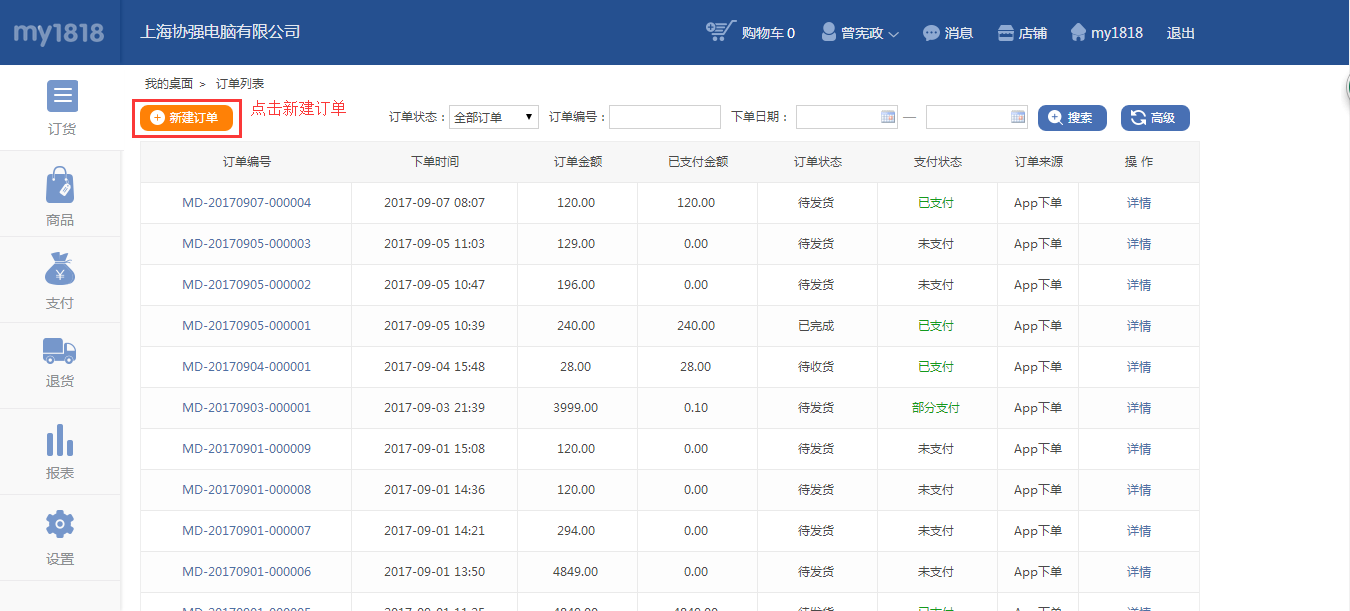 my1818 上海协强电脑有限公司 购物车 0 曾宪政 消息 店铺 my1818 退出
我的桌面 > 订单列表
新建订单 点击新建订单 订单状态： 全部订单 订单编号： 下单日期： — 搜索 高级
订货
商品
支付
退货
报表
设置
订单编号 下单时间 订单金额 已支付金额 订单状态 支付状态 订单来源 操 作
MD-20170907-000004 2017-09-07 08:07 120.00 120.00 待发货 已支付 App下单 详情
MD-20170905-000003 2017-09-05 11:03 129.00 0.00 待发货 未支付 App下单 详情
MD-20170905-000002 2017-09-05 10:47 196.00 0.00 待发货 未支付 App下单 详情
MD-20170905-000001 2017-09-05 10:39 240.00 240.00 已完成 已支付 App下单 详情
MD-20170904-000001 2017-09-04 15:48 28.00 28.00 待收货 已支付 App下单 详情
MD-20170903-000001 2017-09-03 21:39 3999.00 0.10 待发货 部分支付 App下单 详情
MD-20170901-000009 2017-09-01 15:08 120.00 0.00 待发货 未支付 App下单 详情
MD-20170901-000008 2017-09-01 14:36 120.00 0.00 待发货 未支付 App下单 详情
MD-20170901-000007 2017-09-01 14:21 294.00 0.00 待发货 未支付 App下单 详情
MD-20170901-000006 2017-09-01 13:50 4849.00 0.00 待发货 未支付 App下单 详情